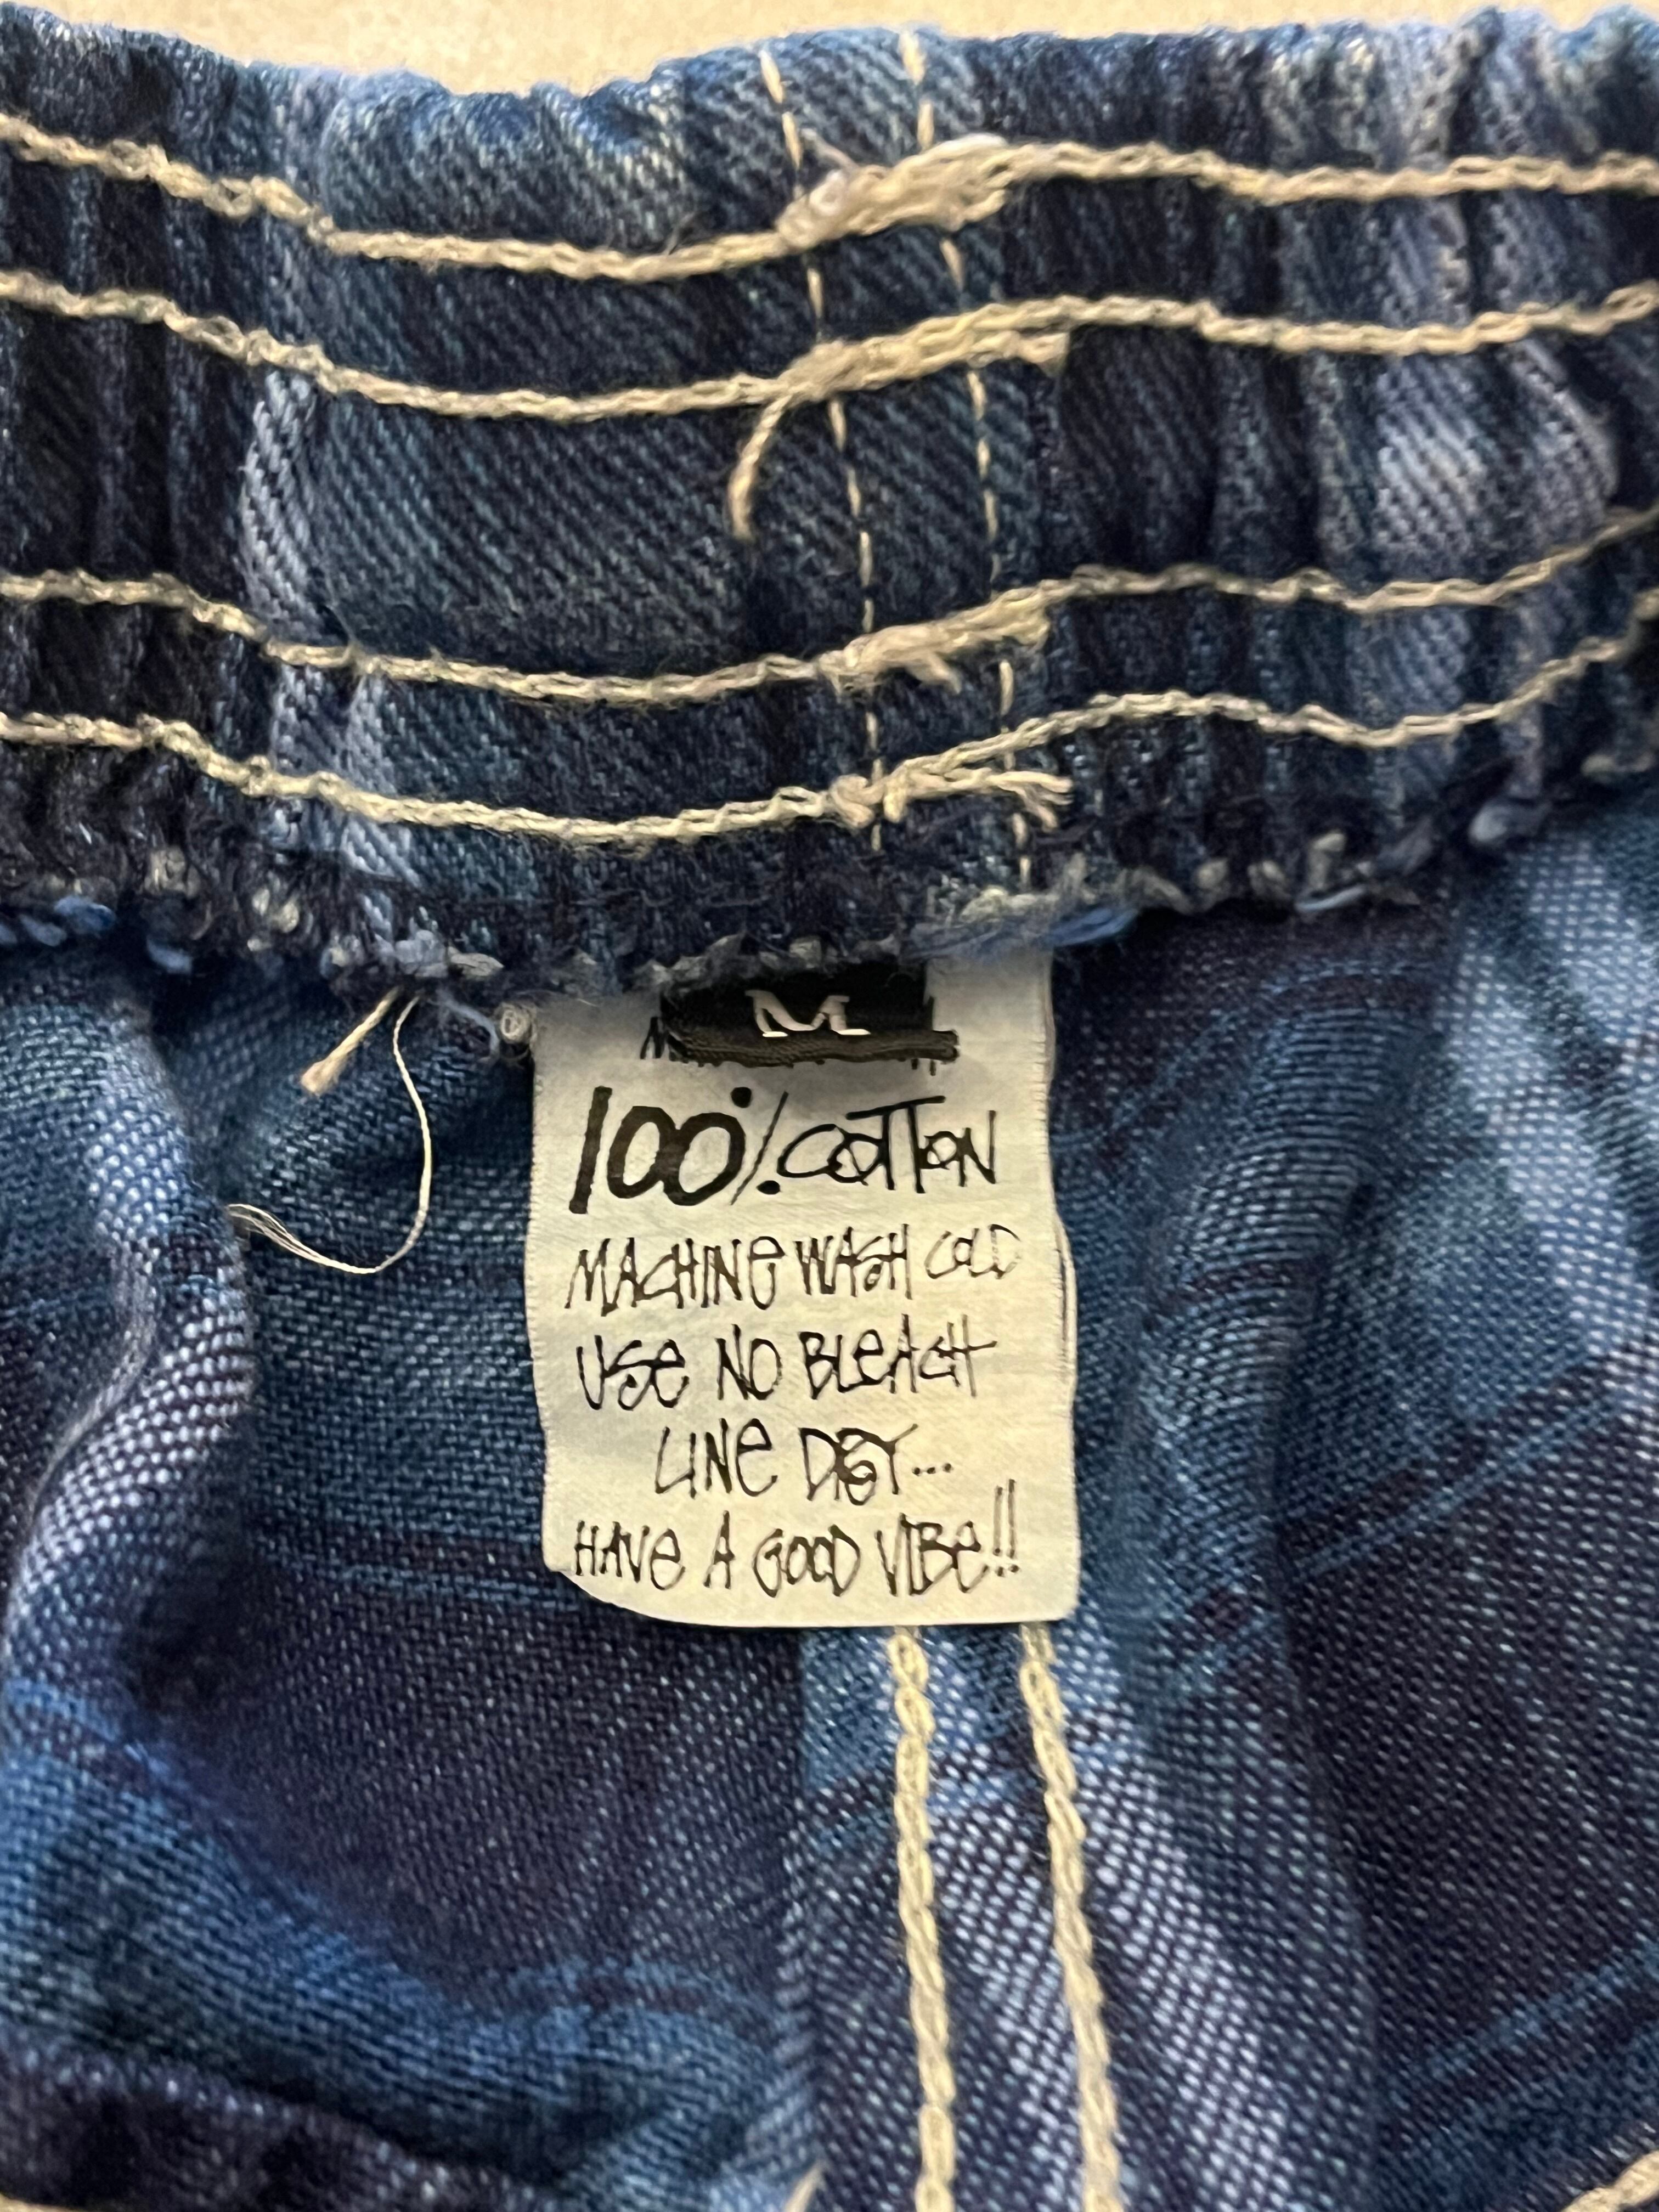 M
100% COTTON
MACHINE WASH COLD
USE NO BLEACH
LINE DRY...
HAVE A GOOD VIBE!!